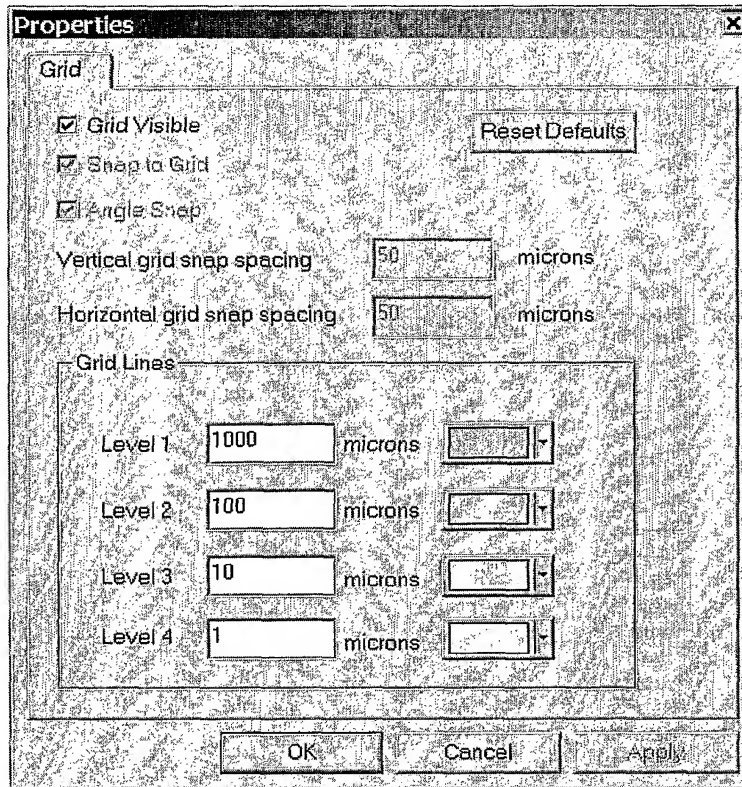 Properties
Grid
Grid Visible
Reset Defaults
Snap to Grid
Angle Snap
Vertical grid snap spacing 50 microns
Horizontal grid snap spacing 50 microns
Grid Lines
Level 1 1000 microns
Level 2 100 microns
Level 3 10 microns
Level 4 1 microns
OK Cancel Apply